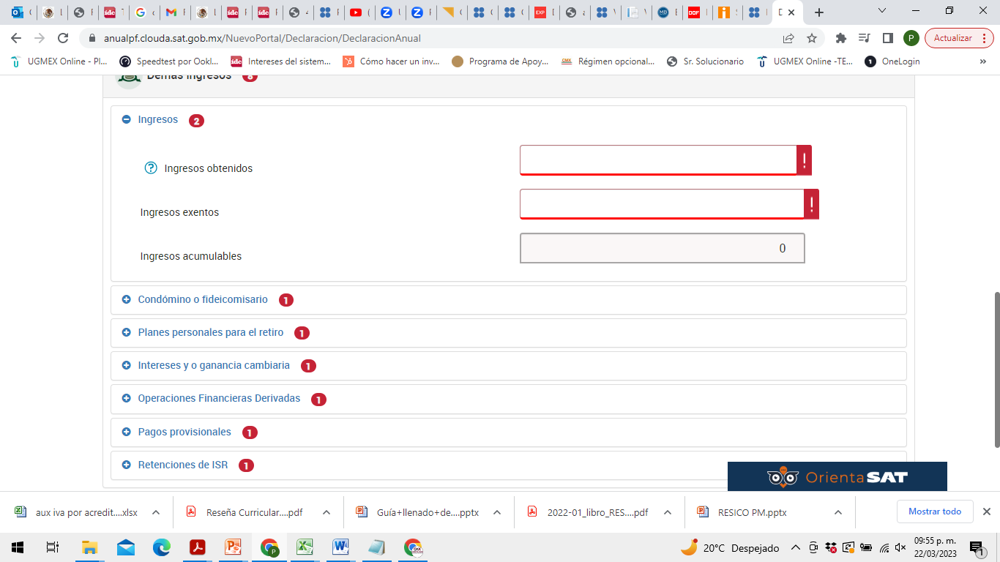 anualpf.clouda.sat.gob.mx/NuevoPortal/Declaracion/DeclaracionAnual
P
Actualizar
UGMEX Online - Pl...
Speedtest por Ookl...
idc Intereses del sistem...
Cómo hacer un inv...
Programa de Apoy...
Régimen opcional...
Sr. Solucionario
UGMEX Online -TE...
OneLogin
»
Demás ingresos
Ingresos 2
? Ingresos obtenidos !
Ingresos exentos !
Ingresos acumulables 0
Condómino o fideicomisario 1
Planes personales para el retiro 1
Intereses y o ganancia cambiaria 1
Operaciones Financieras Derivadas 1
Pagos provisionales 1
Retenciones de ISR 1
OrientaSAT
aux iva por acredit....xlsx
Reseña Curricular....pdf
Guía+llenado+de....pptx
2022-01_libro_RES....pdf
RESICO PM.pptx
Mostrar todo
20°C Despejado
09:55 p. m.
22/03/2023
1